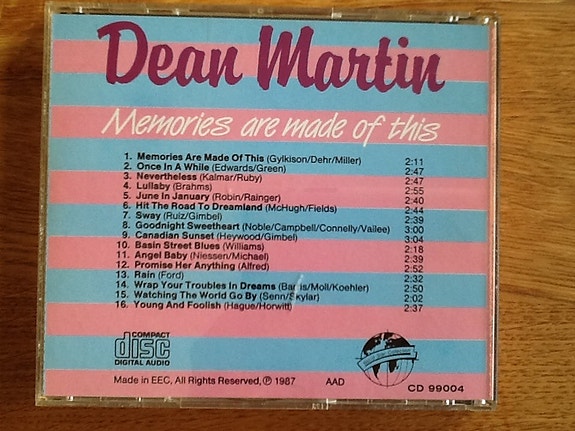 Dean Martin
Memories are made of this
1. Memories Are Made Of This (Gylkison/Dehr/Miller) 2:11
2. Once In A While (Edwards/Green) 2:47
3. Nevertheless (Kalmar/Ruby) 2:47
4. Lullaby (Brahms) 2:55
5. June In January (Robin/Rainger) 2:40
6. Hit The Road To Dreamland (McHugh/Fields) 2:44
7. Sway (Ruiz/Gimbel) 2:39
8. Goodnight Sweetheart (Noble/Campbell/Connelly/Vallee) 3:00
9. Canadian Sunset (Heywood/Gimbel) 3:04
10. Basin Street Blues (Williams) 2:18
11. Angel Baby (Niessen/Michael) 2:39
12. Promise Her Anything (Alfred) 2:52
13. Rain (Ford) 2:32
14. Wrap Your Troubles In Dreams (Barris/Moll/Koehler) 2:50
15. Watching The World Go By (Senn/Skylar) 2:02
16. Young And Foolish (Hague/Horwitt) 2:37
COMPACT
disc
DIGITAL AUDIO
Made in EEC, All Rights Reserved, ℗ 1987 AAD
CD 99004